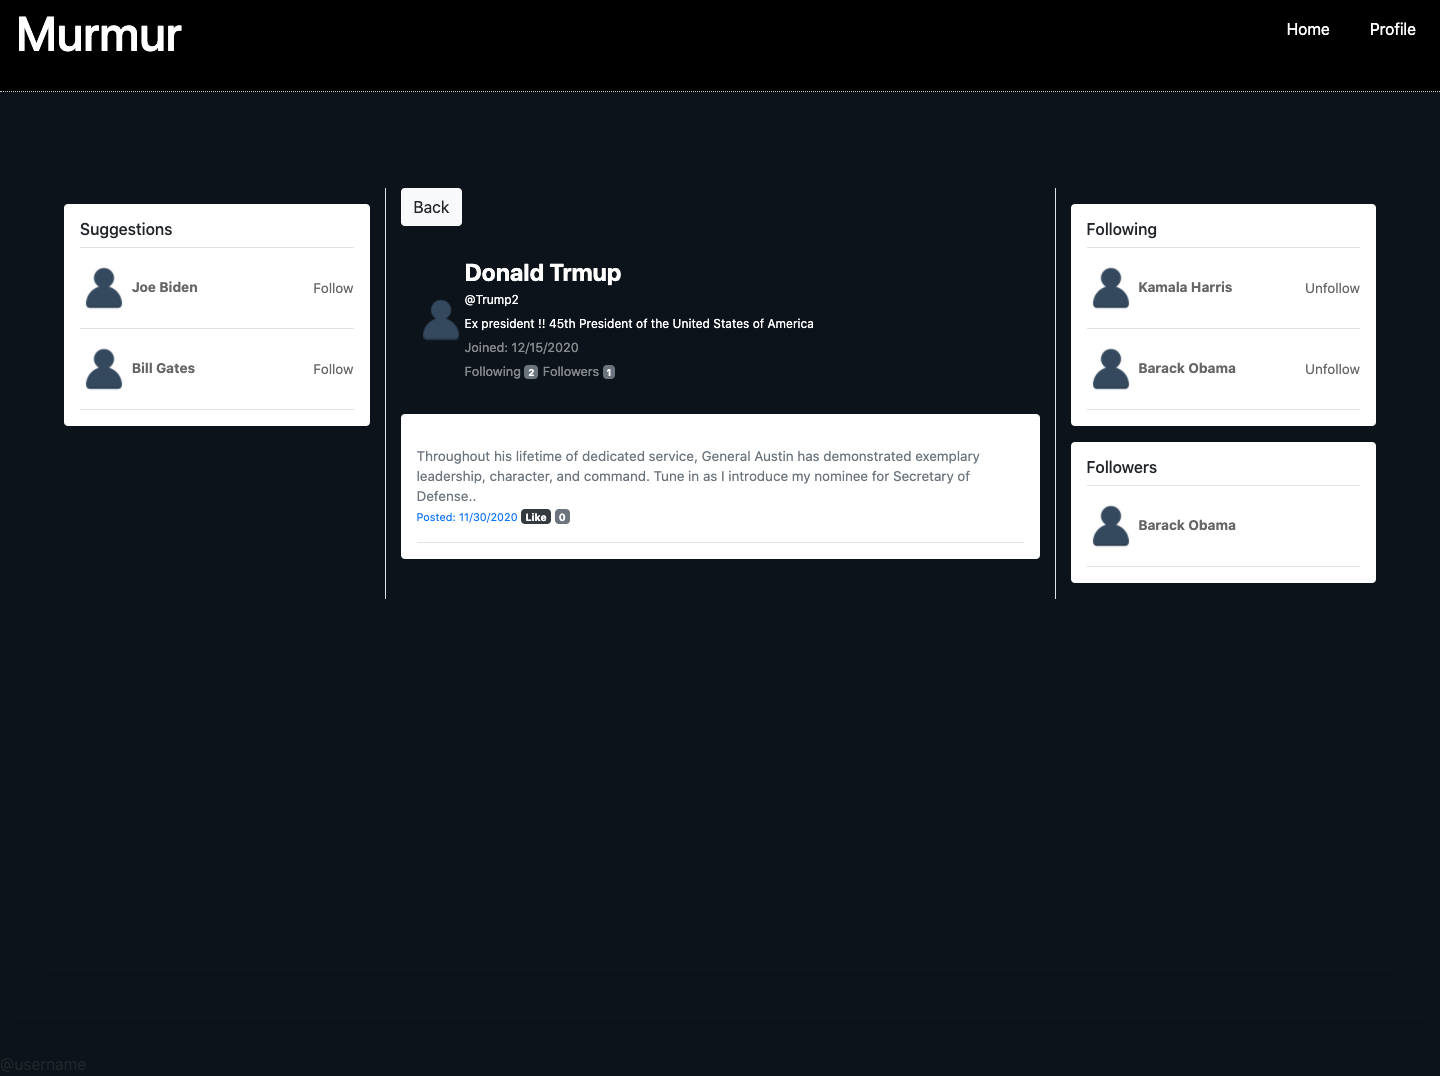 Murmur
Home
Profile
Suggestions
Joe Biden
Follow
Bill Gates
Follow
Back
Donald Trmup
@Trump2
Ex president !! 45th President of the United States of America
Joined: 12/15/2020
Following 2 Followers 1
Throughout his lifetime of dedicated service, General Austin has demonstrated exemplary
leadership, character, and command. Tune in as I introduce my nominee for Secretary of
Defense..
Posted: 11/30/2020 Like 0
Following
Kamala Harris
Unfollow
Barack Obama
Unfollow
Followers
Barack Obama
@username